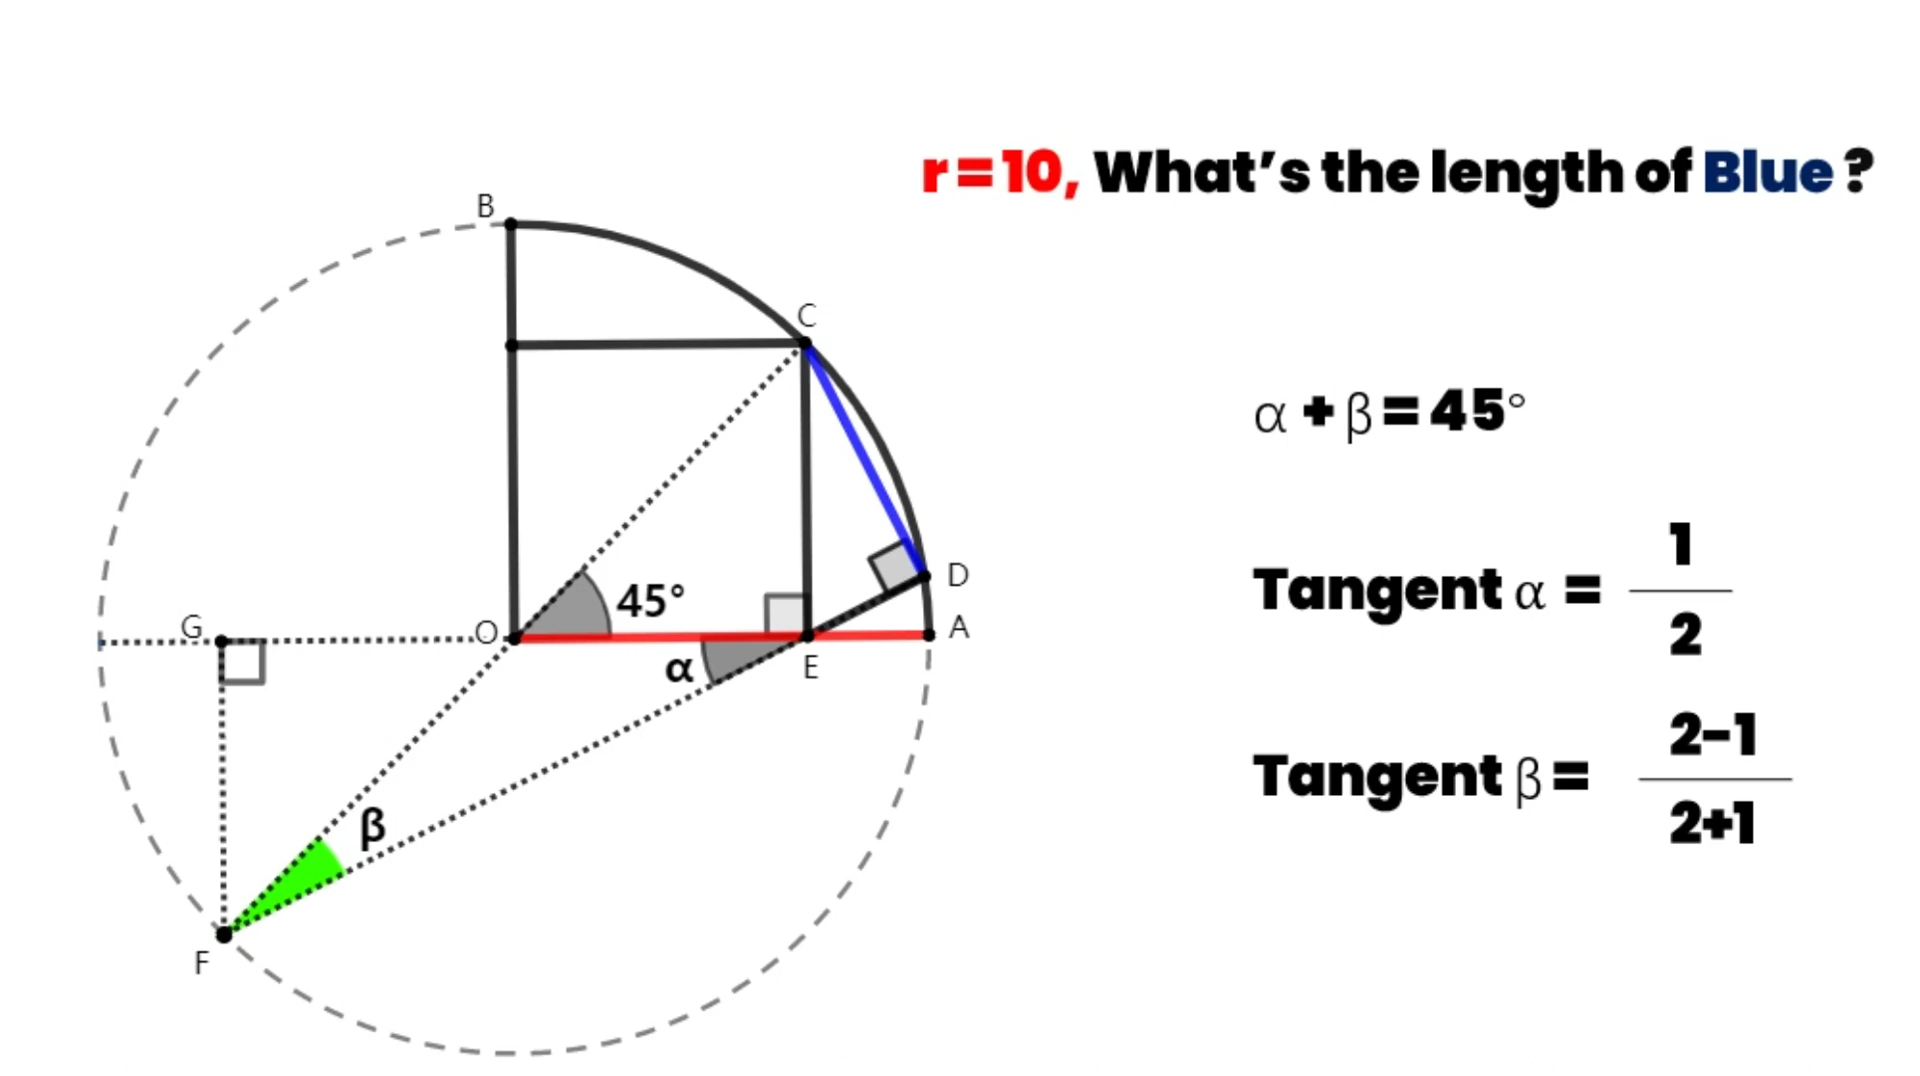 r = 10, What's the length of Blue ?
B
C
α + β = 45°
Tangent α = 1/2
D
45°
G
O
A
α
E
Tangent β = 2-1/2+1
β
F